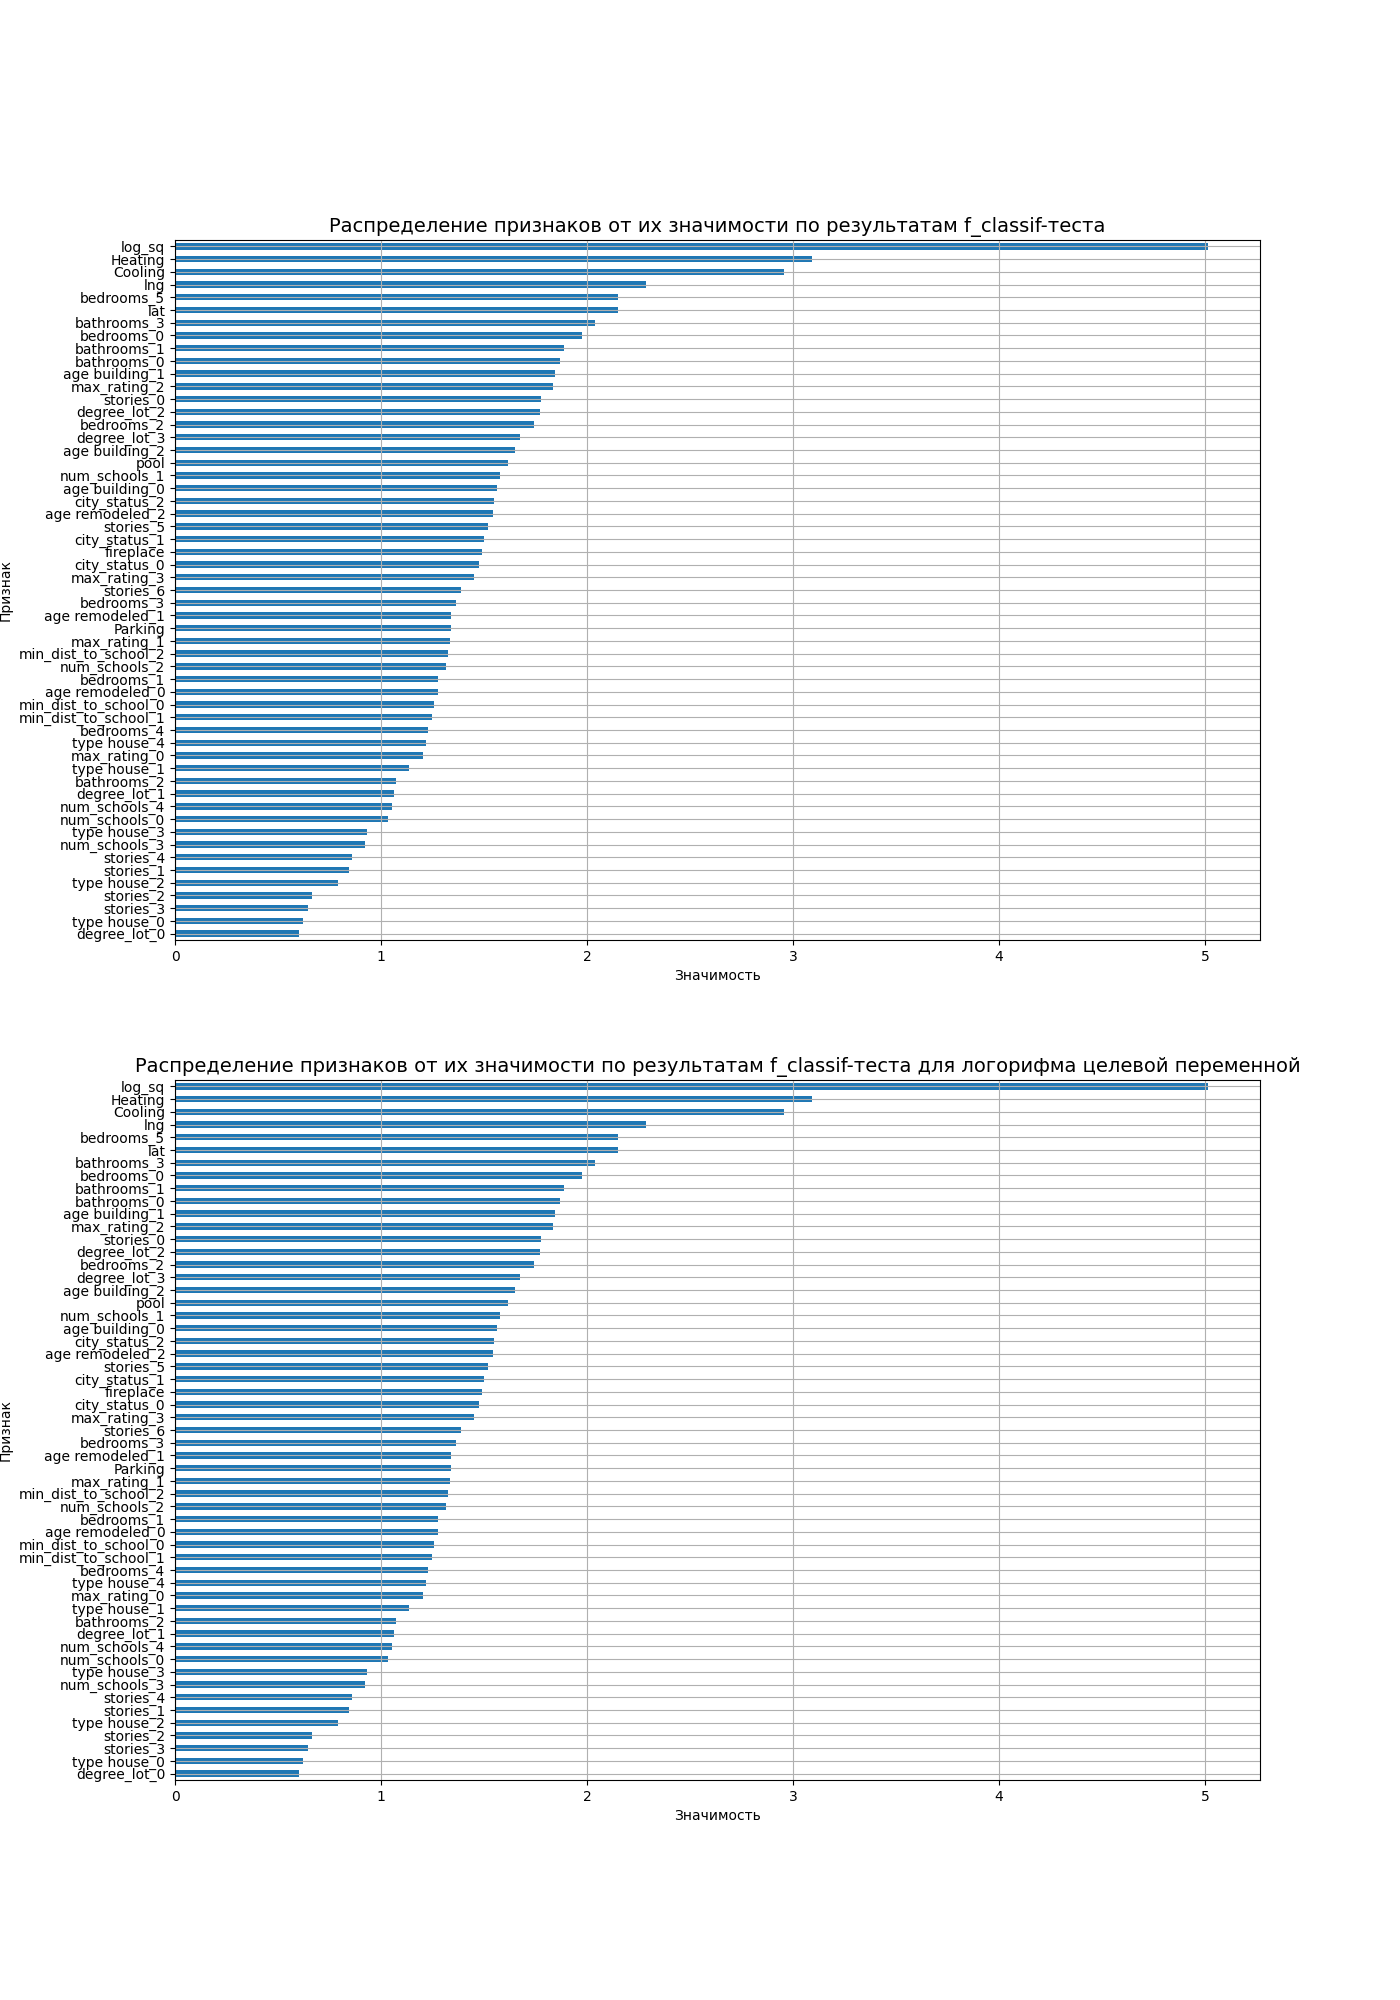 Распределение признаков от их значимости по результатам f_classif-теста
log_sq
Heating
Cooling
lng
bedrooms_5
lat
bathrooms_3
bedrooms_0
bathrooms_1
bathrooms_0
age building_1
max_rating_2
stories_0
degree_lot_2
bedrooms_2
degree_lot_3
age building_2
pool
num_schools_1
age building_0
city_status_2
age remodeled_2
stories_5
city_status_1
fireplace
city_status_0
max_rating_3
stories_6
bedrooms_3
age remodeled_1
Parking
max_rating_1
min_dist_to_school_2
num_schools_2
bedrooms_1
age remodeled_0
min_dist_to_school_0
min_dist_to_school_1
bedrooms_4
type house_4
max_rating_0
type house_1
bathrooms_2
degree_lot_1
num_schools_4
num_schools_0
type house_3
num_schools_3
stories_4
stories_1
type house_2
stories_2
stories_3
type house_0
degree_lot_0
Признак
0 1 2 3 4 5
Значимость
Распределение признаков от их значимости по результатам f_classif-теста для логорифма целевой переменной
log_sq
Heating
Cooling
lng
bedrooms_5
lat
bathrooms_3
bedrooms_0
bathrooms_1
bathrooms_0
age building_1
max_rating_2
stories_0
degree_lot_2
bedrooms_2
degree_lot_3
age building_2
pool
num_schools_1
age building_0
city_status_2
age remodeled_2
stories_5
city_status_1
fireplace
city_status_0
max_rating_3
stories_6
bedrooms_3
age remodeled_1
Parking
max_rating_1
min_dist_to_school_2
num_schools_2
bedrooms_1
age remodeled_0
min_dist_to_school_0
min_dist_to_school_1
bedrooms_4
type house_4
max_rating_0
type house_1
bathrooms_2
degree_lot_1
num_schools_4
num_schools_0
type house_3
num_schools_3
stories_4
stories_1
type house_2
stories_2
stories_3
type house_0
degree_lot_0
Признак
0 1 2 3 4 5
Значимость